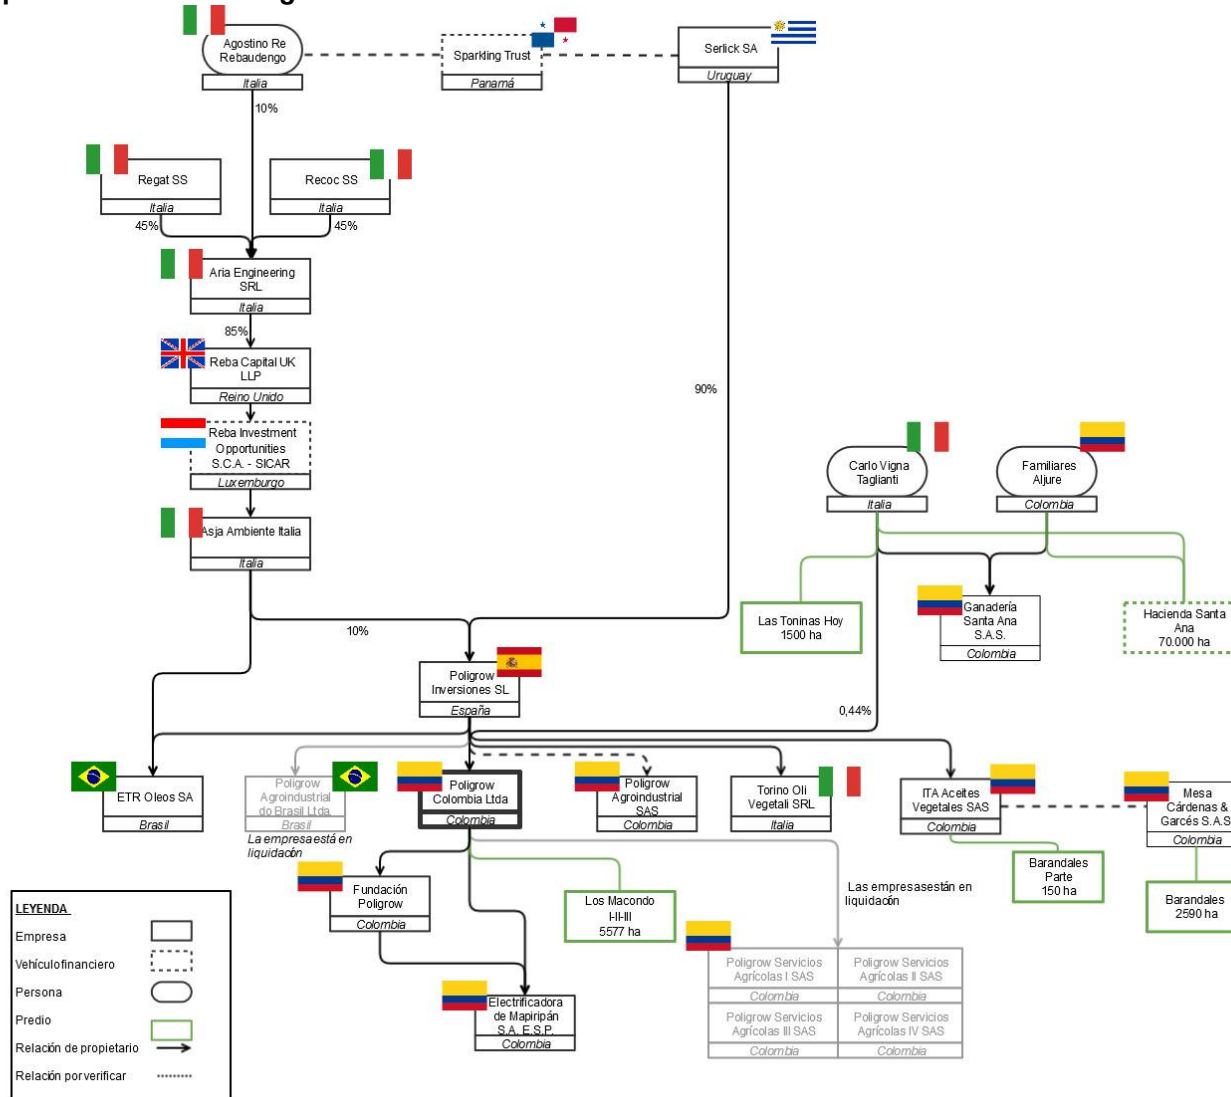 Agostino Re
Rebaudengo
Italia
Sparkling Trust
Panamá
Serlick SA
Uruguay
10%
Regat SS
Italia
Recoc SS
Italia
45%
45%
Aria Engineering
SRL
Italia
85%
Reba Capital UK
LLP
Reino Unido
90%
Reba Investment
Opportunities
S.C.A. - SICAR
Luxemburgo
Carlo Vigna
Taglianti
Italia
Familiares
Aljure
Colombia
Asja Ambiente Italia
Italia
Las Toninas Hoy
1500 ha
Ganadería
Santa Ana
S.A.S.
Colombia
Hacienda Santa
Ana
70.000 ha
10%
Poligrow
Inversiones SL
España
0,44%
ETR Oleos SA
Brasil
Poligrow
Agroindustrial
do Brasil Ltda.
Brasil
La empresa está en
liquidacón
Poligrow
Colombia Ltda
Colombia
Poligrow
Agroindustrial
SAS
Colombia
Torino Oli
Vegetali SRL
Italia
ITA Aceites
Vegetales SAS
Colombia
Mesa
Cárdenas &
Garcés S.A.S
Colombia
Fundación
Poligrow
Colombia
Los Macondo
I-II-III
5577 ha
Las empresas están en
liquidacón
Barandales
Parte
150 ha
Barandales
2590 ha
Electrificadora
de Mapiripán
S.A. E.S.P.
Colombia
Poligrow Servicios
Agrícolas I SAS
Colombia
Poligrow Servicios
Agrícolas II SAS
Colombia
Poligrow Servicios
Agrícolas III SAS
Colombia
Poligrow Servicios
Agrícolas IV SAS
Colombia
LEYENDA
Empresa
Vehículo financiero
Persona
Predio
Relación de propietario
Relación por verificar